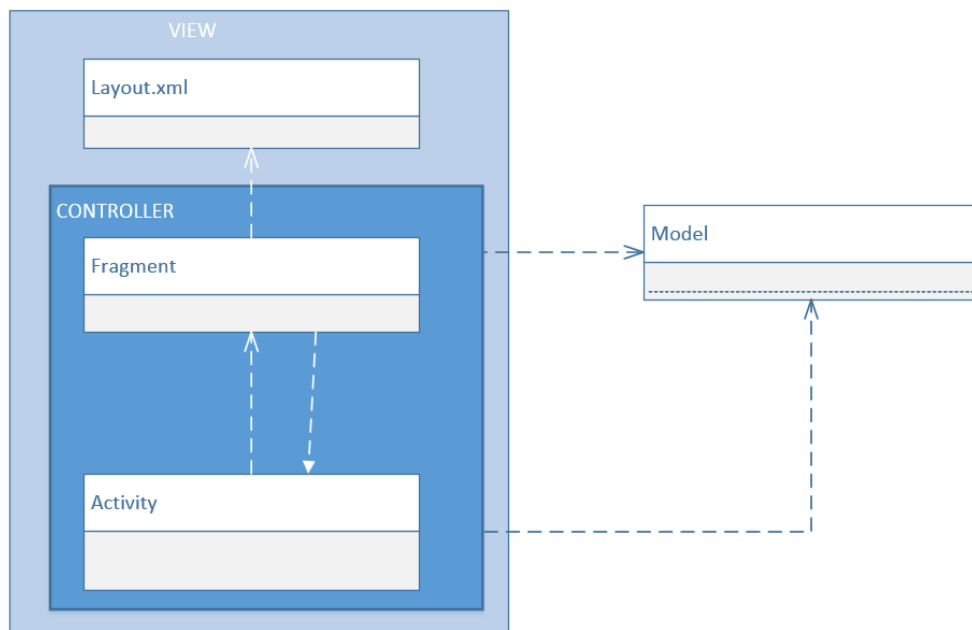 VIEW
Layout.xml
CONTROLLER
Fragment
Model
Activity